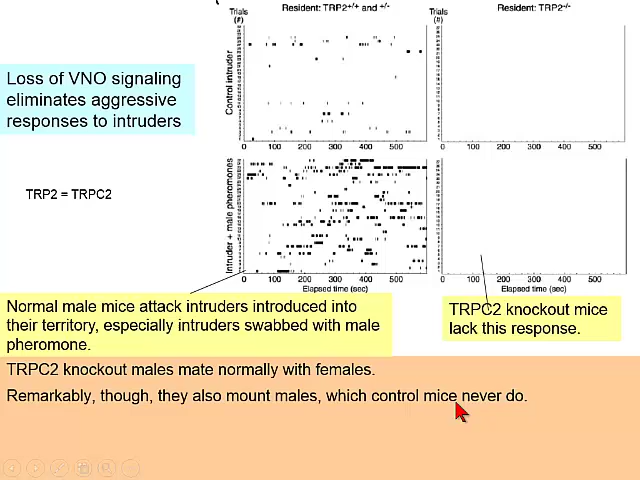 Trials
(#)
Resident: TRP2+/+ and +/-
Trials
(#)
Resident: TRP2-/-
Loss of VNO signaling
eliminates aggressive
responses to intruders
Control intruder
0 100 200 300 400 500
0 100 200 300 400 500
TRP2 = TRPC2
Intruder + male pheromones
0 100 200 300 400 500
Elapsed time (sec)
0 100 200 300 400 500
Elapsed time (sec)
Normal male mice attack intruders introduced into
their territory, especially intruders swabbed with male
pheromone.
TRPC2 knockout mice
lack this response.
TRPC2 knockout males mate normally with females.
Remarkably, though, they also mount males, which control mice never do.